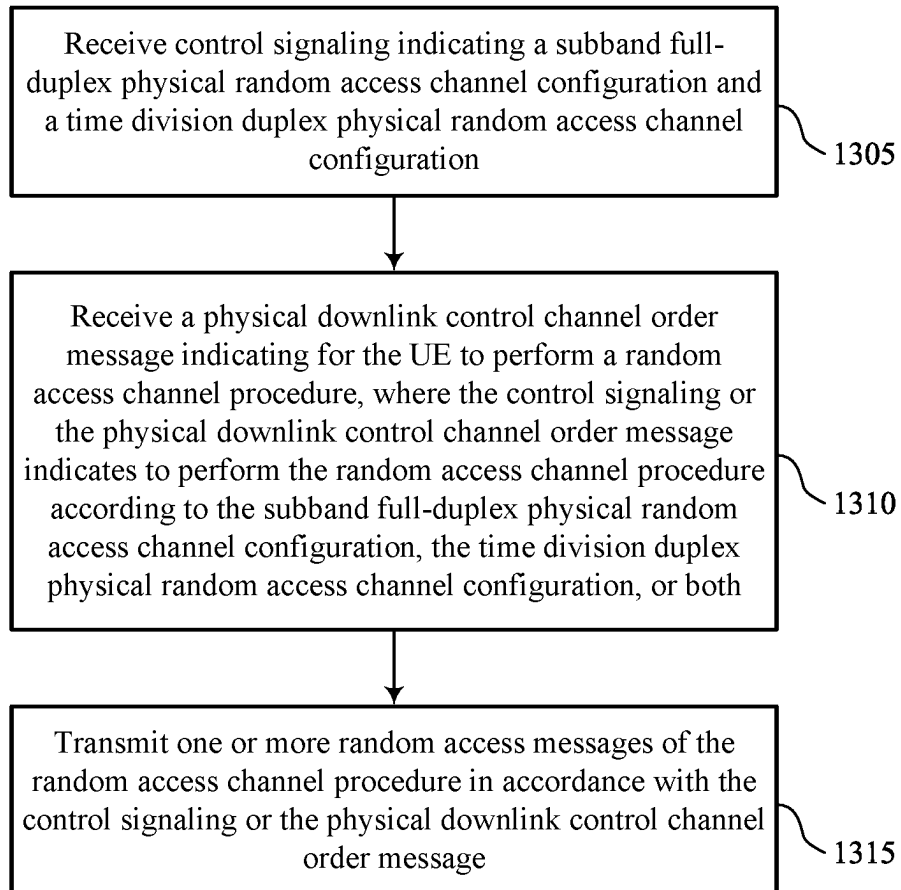 Receive control signaling indicating a subband full-
duplex physical random access channel configuration and
a time division duplex physical random access channel
configuration
1305
Receive a physical downlink control channel order
message indicating for the UE to perform a random
access channel procedure, where the control signaling or
the physical downlink control channel order message
indicates to perform the random access channel procedure
according to the subband full-duplex physical random
access channel configuration, the time division duplex
physical random access channel configuration, or both
1310
Transmit one or more random access messages of the
random access channel procedure in accordance with the
control signaling or the physical downlink control channel
order message
1315